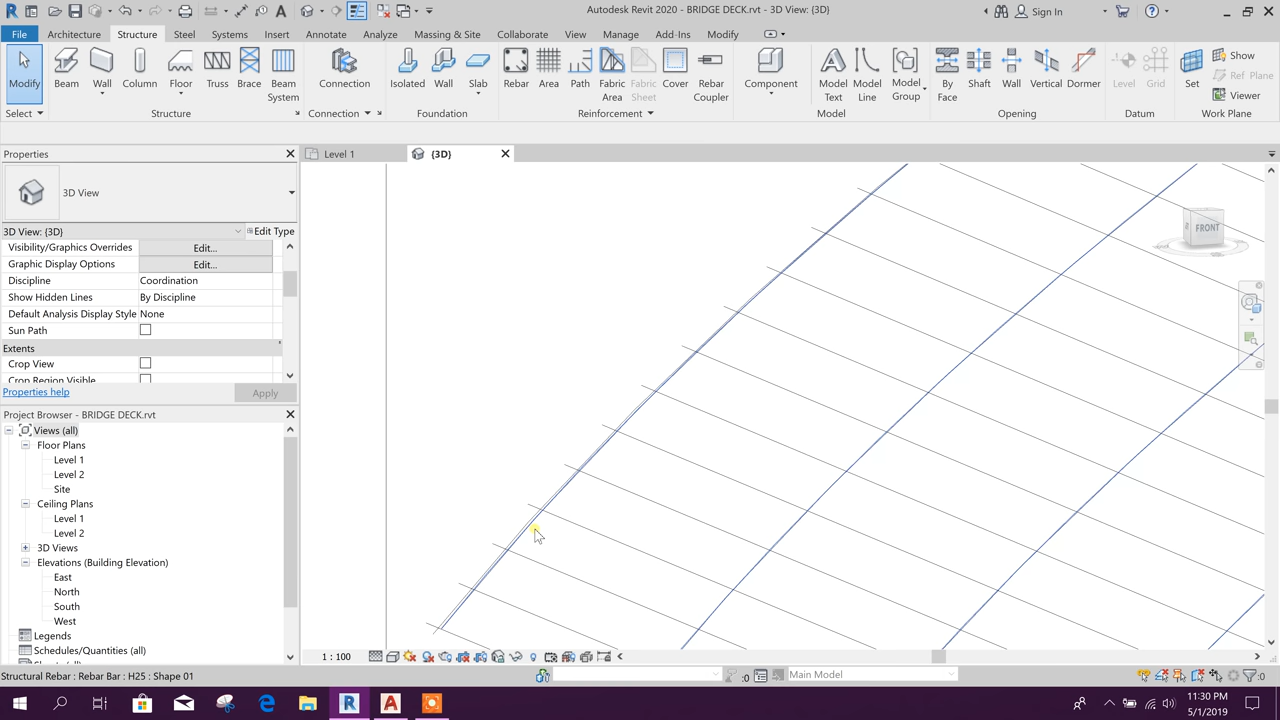 Autodesk Revit 2020 - BRIDGE DECK.rvt - 3D View: {3D}
Sign In
File Architecture Structure Steel Systems Insert Annotate Analyze Massing & Site Collaborate View Manage Add-Ins Modify
Modify Beam Wall Column Floor Truss Brace Beam System Connection Isolated Wall Slab Rebar Area Path Fabric Area Fabric Sheet Cover Rebar Coupler Component Model Text Model Line Model Group By Face Shaft Wall Vertical Dormer Level Grid Set Show Ref Plane Viewer
Select Structure Connection Foundation Reinforcement Model Opening Datum Work Plane
Properties
Level 1
{3D}
3D View
FRONT
3D View: {3D} Edit Type
Visibility/Graphics Overrides Edit...
Graphic Display Options Edit...
Discipline Coordination
Show Hidden Lines By Discipline
Default Analysis Display Style None
Sun Path
Extents
Crop View
Crop Region Visible
Properties help Apply
Project Browser - BRIDGE DECK.rvt
Views (all)
Floor Plans
Level 1
Level 2
Site
Ceiling Plans
Level 1
Level 2
3D Views
Elevations (Building Elevation)
East
North
South
West
Legends
Schedules/Quantities (all)
1 : 100
Structural Rebar : Rebar Bar : H25 : Shape 01
:0
Main Model
:0
11:30 PM
5/1/2019